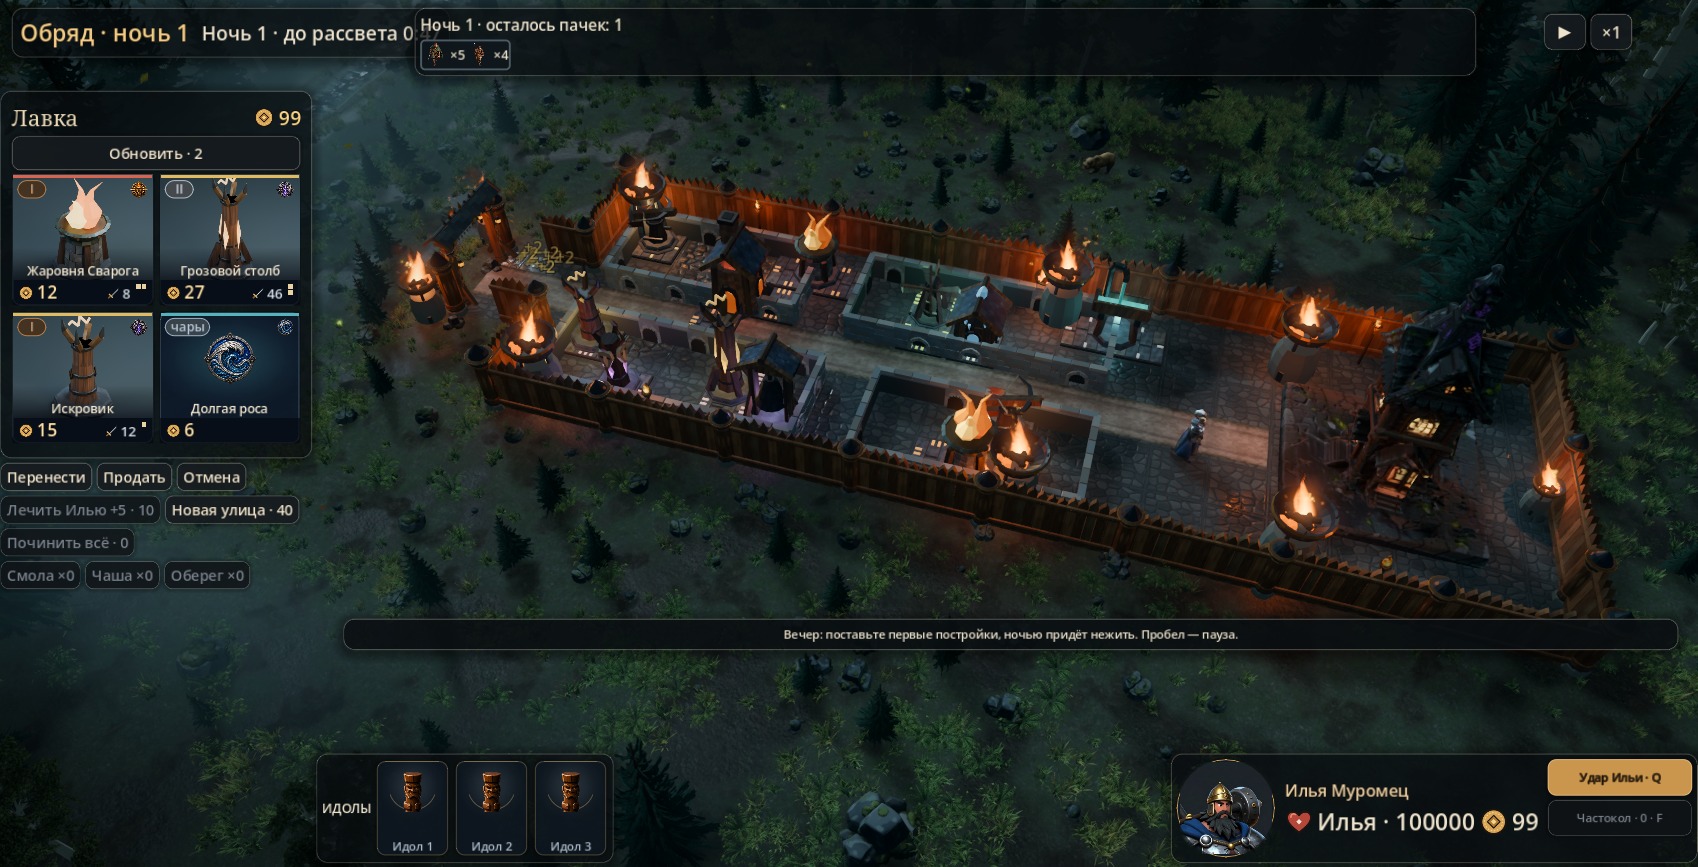 Обряд · ночь 1 Ночь 1 · до рассвета 0
Ночь 1 · осталось пачек: 1
×5 ×4
▶ ×1
Лавка 99
Обновить · 2
I II
Жаровня Сварога Грозовой столб
12 8 27 46
I чары
Искровик Долгая роса
15 12 6
Перенести Продать Отмена
Лечить Илью +5 · 10 Новая улица · 40
Починить всё · 0
Смола ×0 Чаша ×0 Оберег ×0
+2 +2
Вечер: поставьте первые постройки, ночью придёт нежить. Пробел — пауза.
ИДОЛЫ
Идол 1 Идол 2 Идол 3
Илья Муромец
Илья · 100000 99
Удар Ильи · Q
Частокол · 0 · F